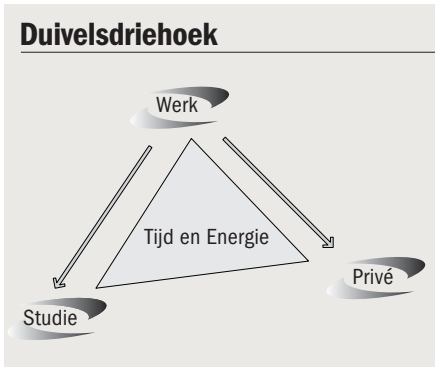 Duivelsdriehoek
Werk
Tijd en Energie
Privé
Studie